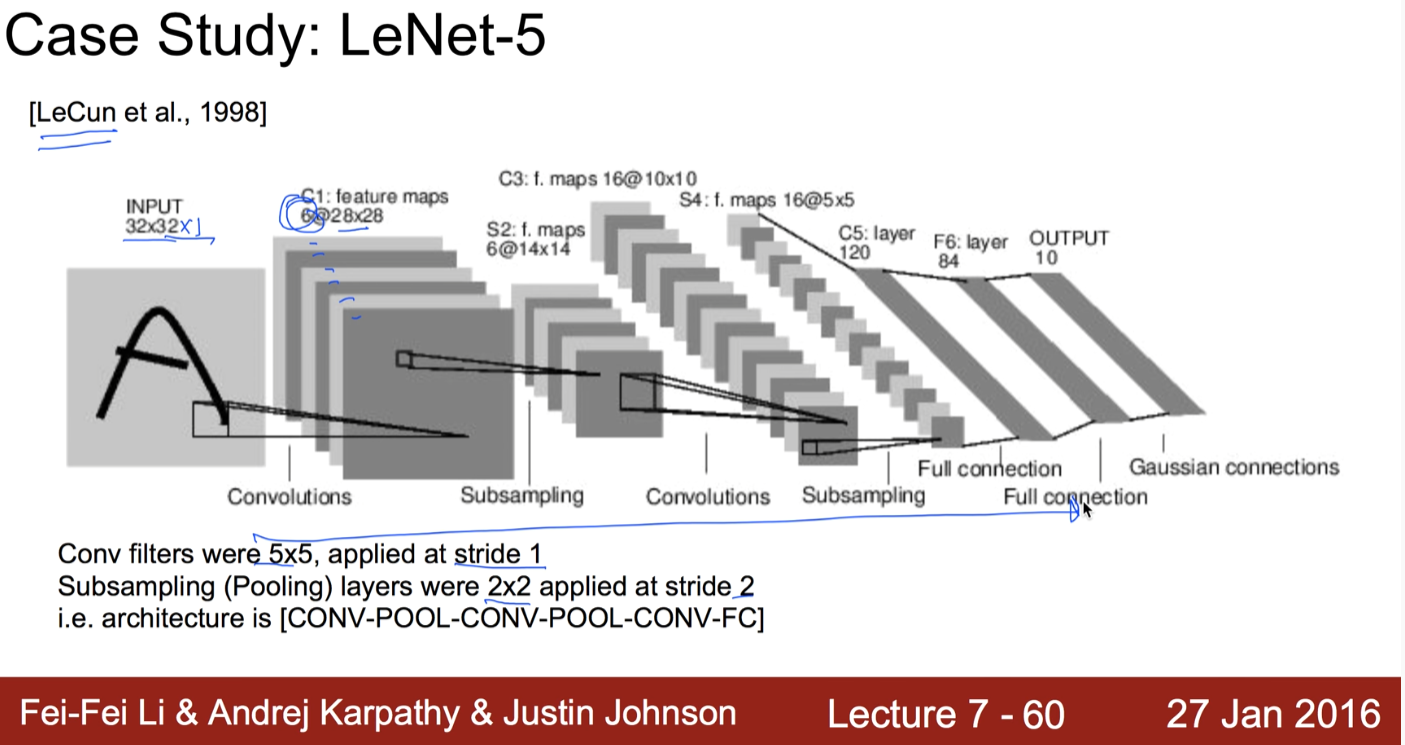 Case Study: LeNet-5
[LeCun et al., 1998]
INPUT
32x32x1
C1: feature maps
6@28x28
S2: f. maps
6@14x14
C3: f. maps 16@10x10
S4: f. maps 16@5x5
C5: layer
120
F6: layer
84
OUTPUT
10
Convolutions
Subsampling
Convolutions
Subsampling
Full connection
Full connection
Gaussian connections
Conv filters were 5x5, applied at stride 1
Subsampling (Pooling) layers were 2x2 applied at stride 2
i.e. architecture is [CONV-POOL-CONV-POOL-CONV-FC]
Fei-Fei Li & Andrej Karpathy & Justin Johnson
Lecture 7 - 60
27 Jan 2016